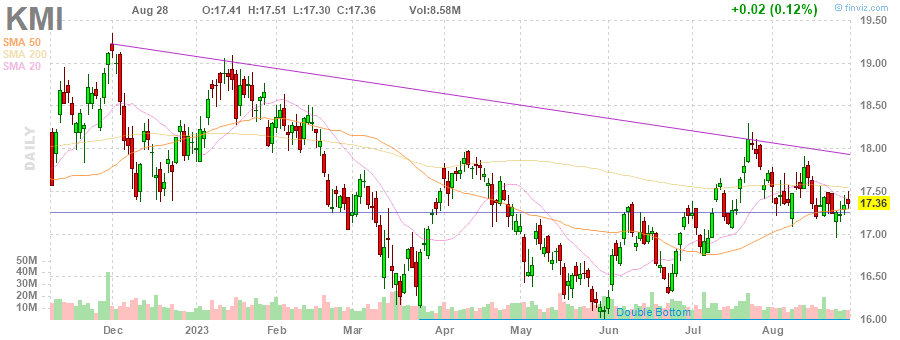 KMI Aug 28 O:17.41 H:17.51 L:17.30 C:17.36 Vol:8.58M +0.02 (0.12%) © finviz.com
SMA 50
SMA 200
SMA 20
DAILY
19.50
19.00
18.50
18.00
17.50
17.36
17.00
16.50
16.00
50M
40M
30M
20M
10M
Double Bottom
Dec 2023 Feb Mar Apr May Jun Jul Aug